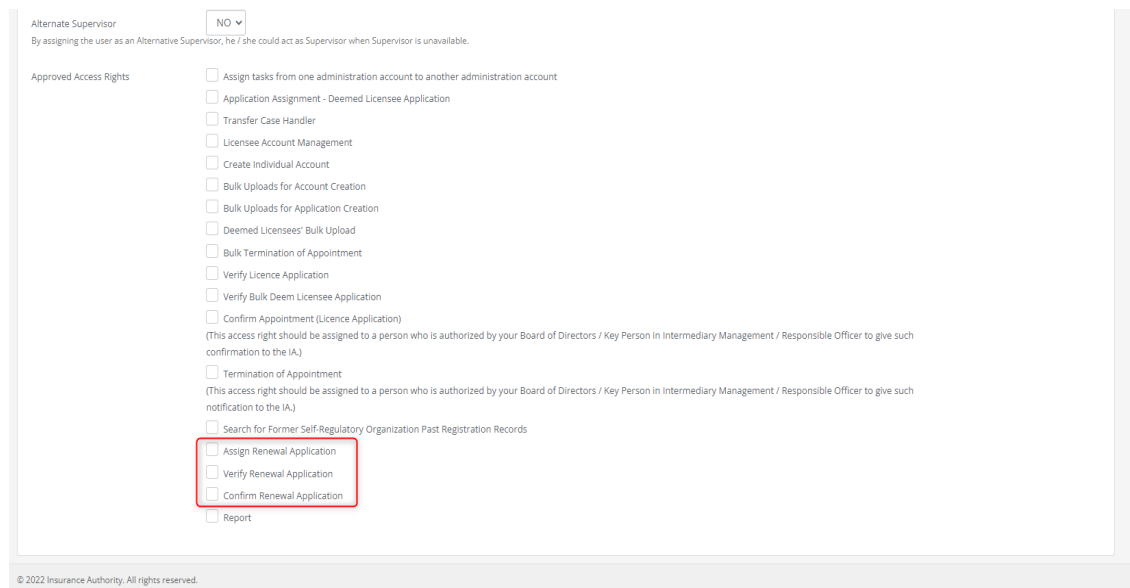 Alternate Supervisor
NO
By assigning the user as an Alternative Supervisor, he / she could act as Supervisor when Supervisor is unavailable.
Approved Access Rights
Assign tasks from one administration account to another administration account
Application Assignment - Deemed Licensee Application
Transfer Case Handler
Licensee Account Management
Create Individual Account
Bulk Uploads for Account Creation
Bulk Uploads for Application Creation
Deemed Licensees' Bulk Upload
Bulk Termination of Appointment
Verify Licence Application
Verify Bulk Deem Licensee Application
Confirm Appointment (Licence Application)
(This access right should be assigned to a person who is authorized by your Board of Directors / Key Person in Intermediary Management / Responsible Officer to give such
confirmation to the IA.)
Termination of Appointment
(This access right should be assigned to a person who is authorized by your Board of Directors / Key Person in Intermediary Management / Responsible Officer to give such
notification to the IA.)
Search for Former Self-Regulatory Organization Past Registration Records
Assign Renewal Application
Verify Renewal Application
Confirm Renewal Application
Report
© 2022 Insurance Authority. All rights reserved.